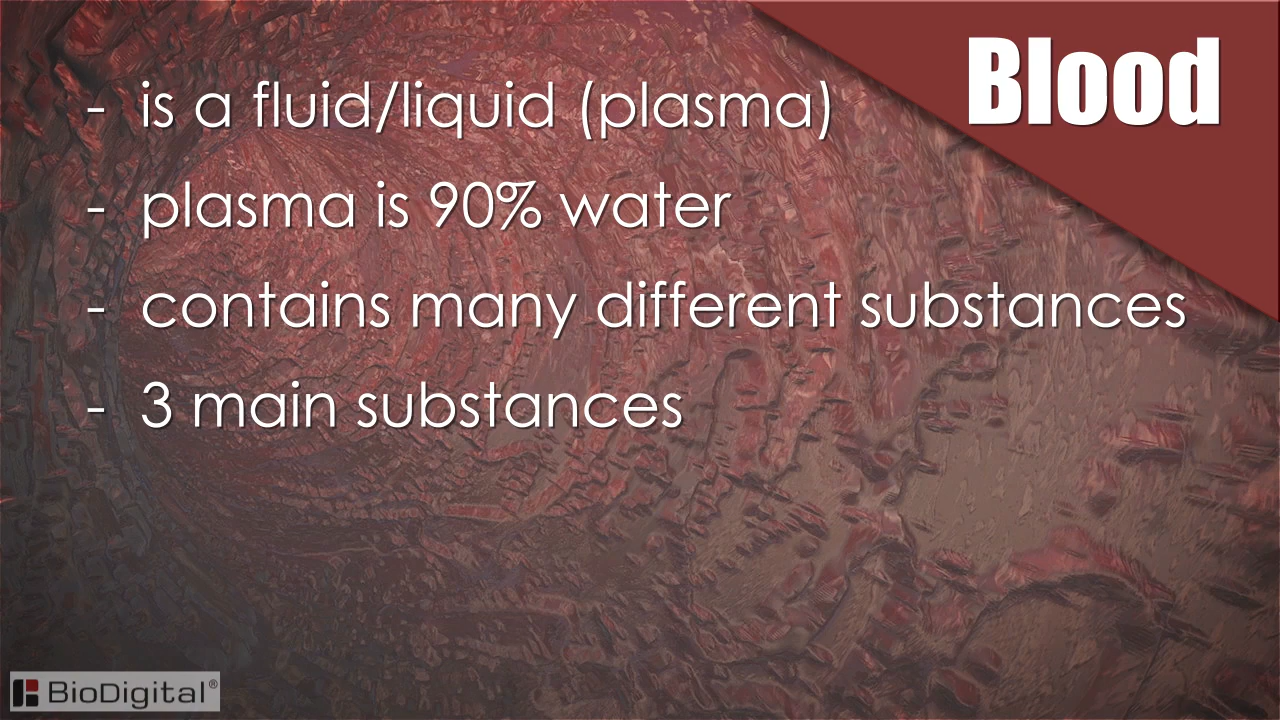 Blood
- is a fluid/liquid (plasma)
- plasma is 90% water
- contains many different substances
- 3 main substances
BioDigital®